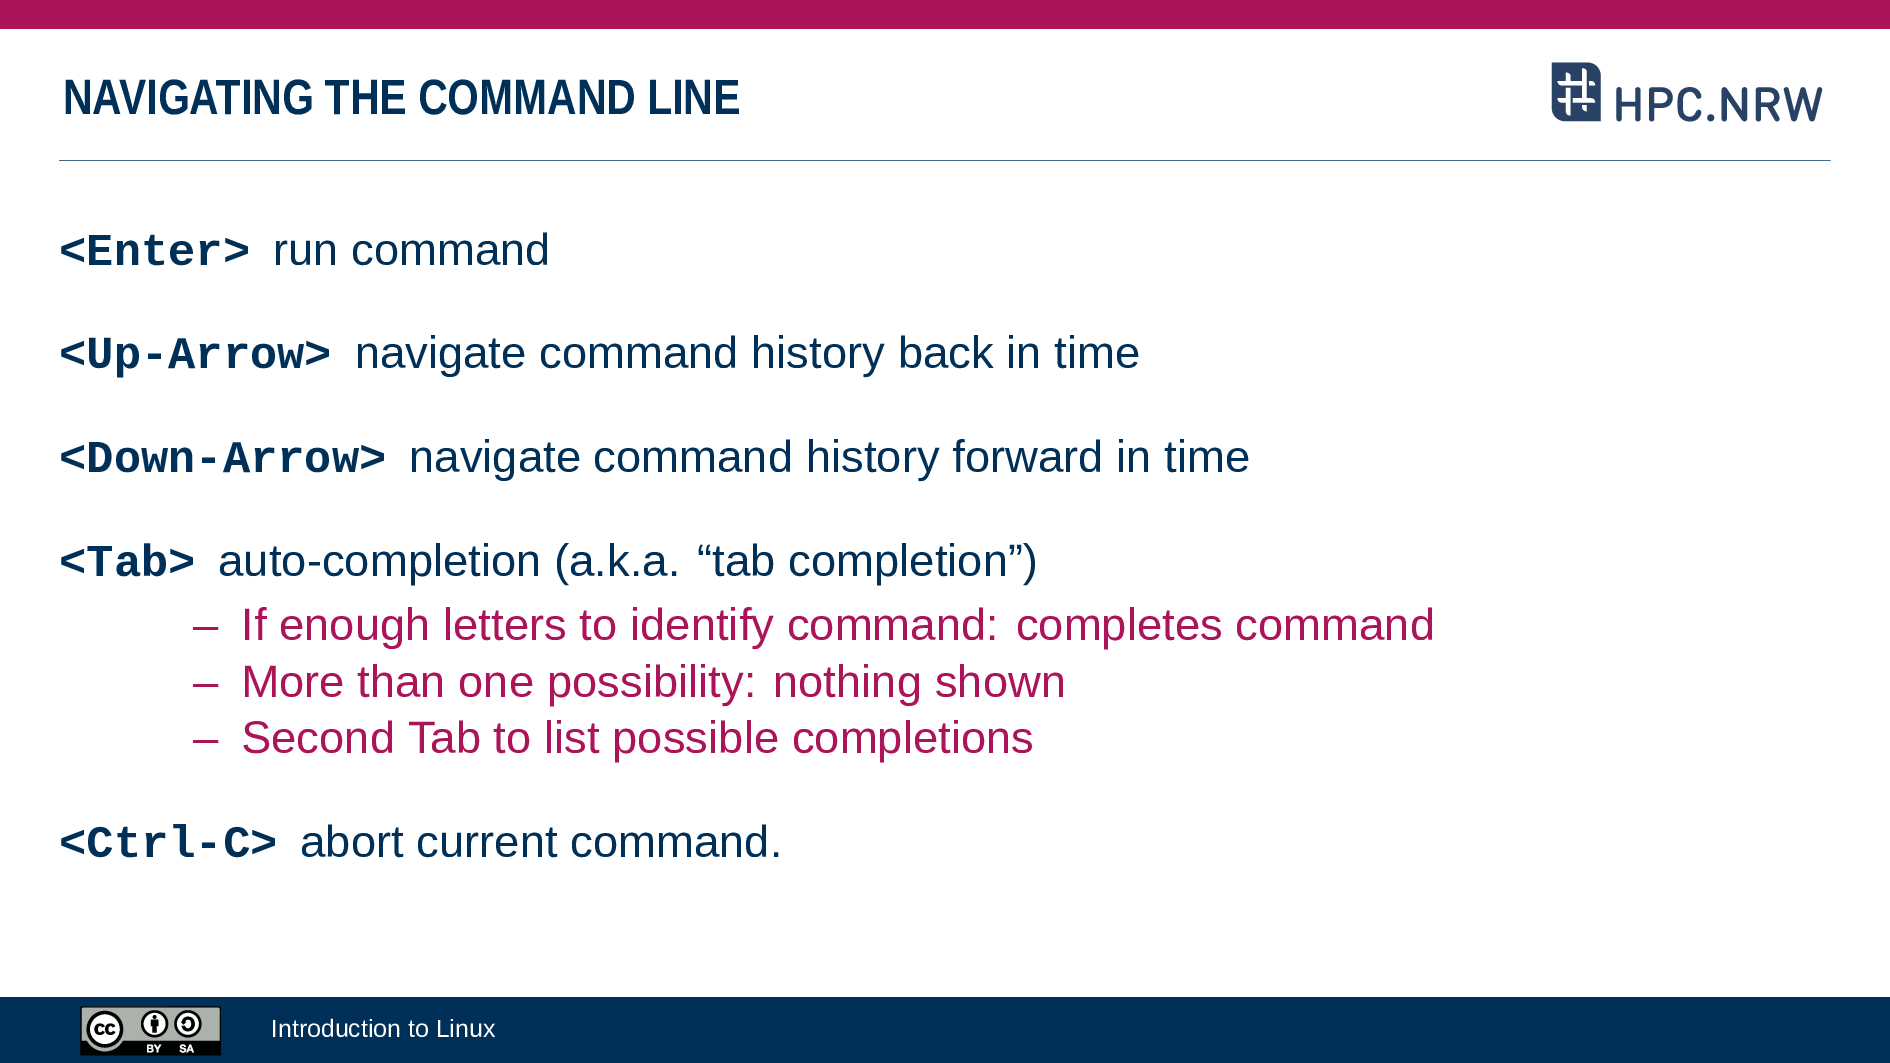 NAVIGATING THE COMMAND LINE
HPC.NRW
<Enter> run command
<Up-Arrow> navigate command history back in time
<Down-Arrow> navigate command history forward in time
<Tab> auto-completion (a.k.a. “tab completion”)
– If enough letters to identify command: completes command
– More than one possibility: nothing shown
– Second Tab to list possible completions
<Ctrl-C> abort current command.
cc BY SA
Introduction to Linux